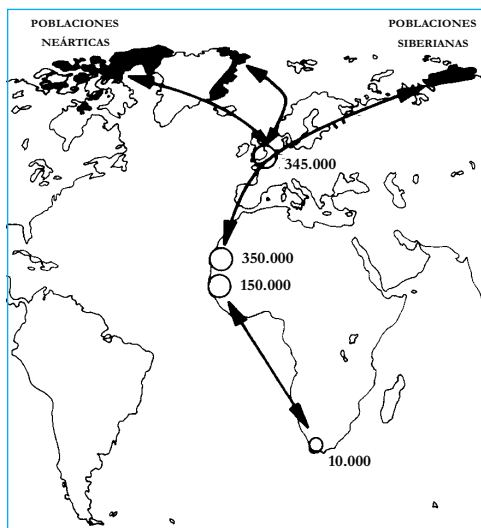 POBLACIONES
NEÁRTICAS
POBLACIONES
SIBERIANAS
345.000
350.000
150.000
10.000